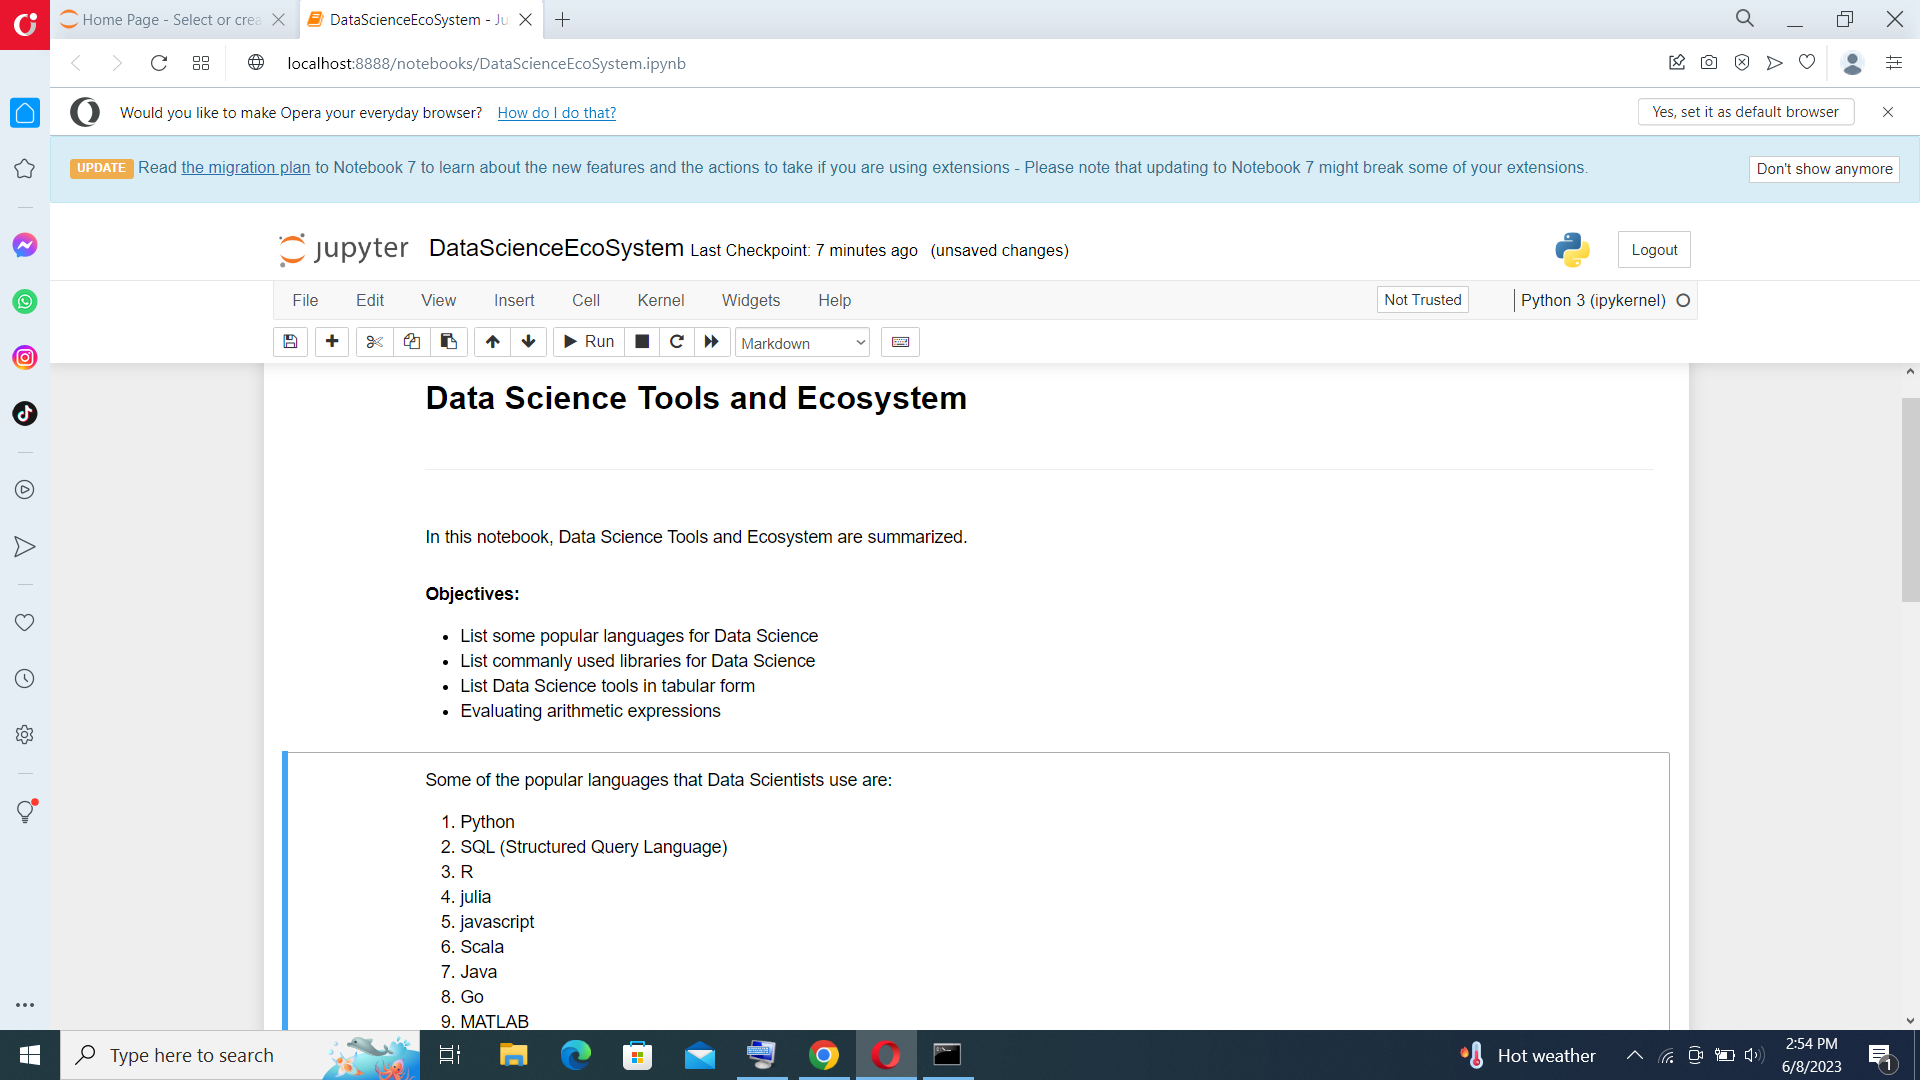 Home Page - Select or crea
DataScienceEcoSystem - Ju
localhost:8888/notebooks/DataScienceEcoSystem.ipynb
Would you like to make Opera your everyday browser? How do I do that?
Yes, set it as default browser
UPDATE Read the migration plan to Notebook 7 to learn about the new features and the actions to take if you are using extensions - Please note that updating to Notebook 7 might break some of your extensions.
Don't show anymore
jupyter DataScienceEcoSystem Last Checkpoint: 7 minutes ago (unsaved changes)
Logout
File Edit View Insert Cell Kernel Widgets Help
Not Trusted
Python 3 (ipykernel)
Run
Markdown
Data Science Tools and Ecosystem
In this notebook, Data Science Tools and Ecosystem are summarized.
Objectives:
• List some popular languages for Data Science
• List commanly used libraries for Data Science
• List Data Science tools in tabular form
• Evaluating arithmetic expressions
Some of the popular languages that Data Scientists use are:
1. Python
2. SQL (Structured Query Language)
3. R
4. julia
5. javascript
6. Scala
7. Java
8. Go
9. MATLAB
Type here to search
Hot weather
2:54 PM
6/8/2023
1